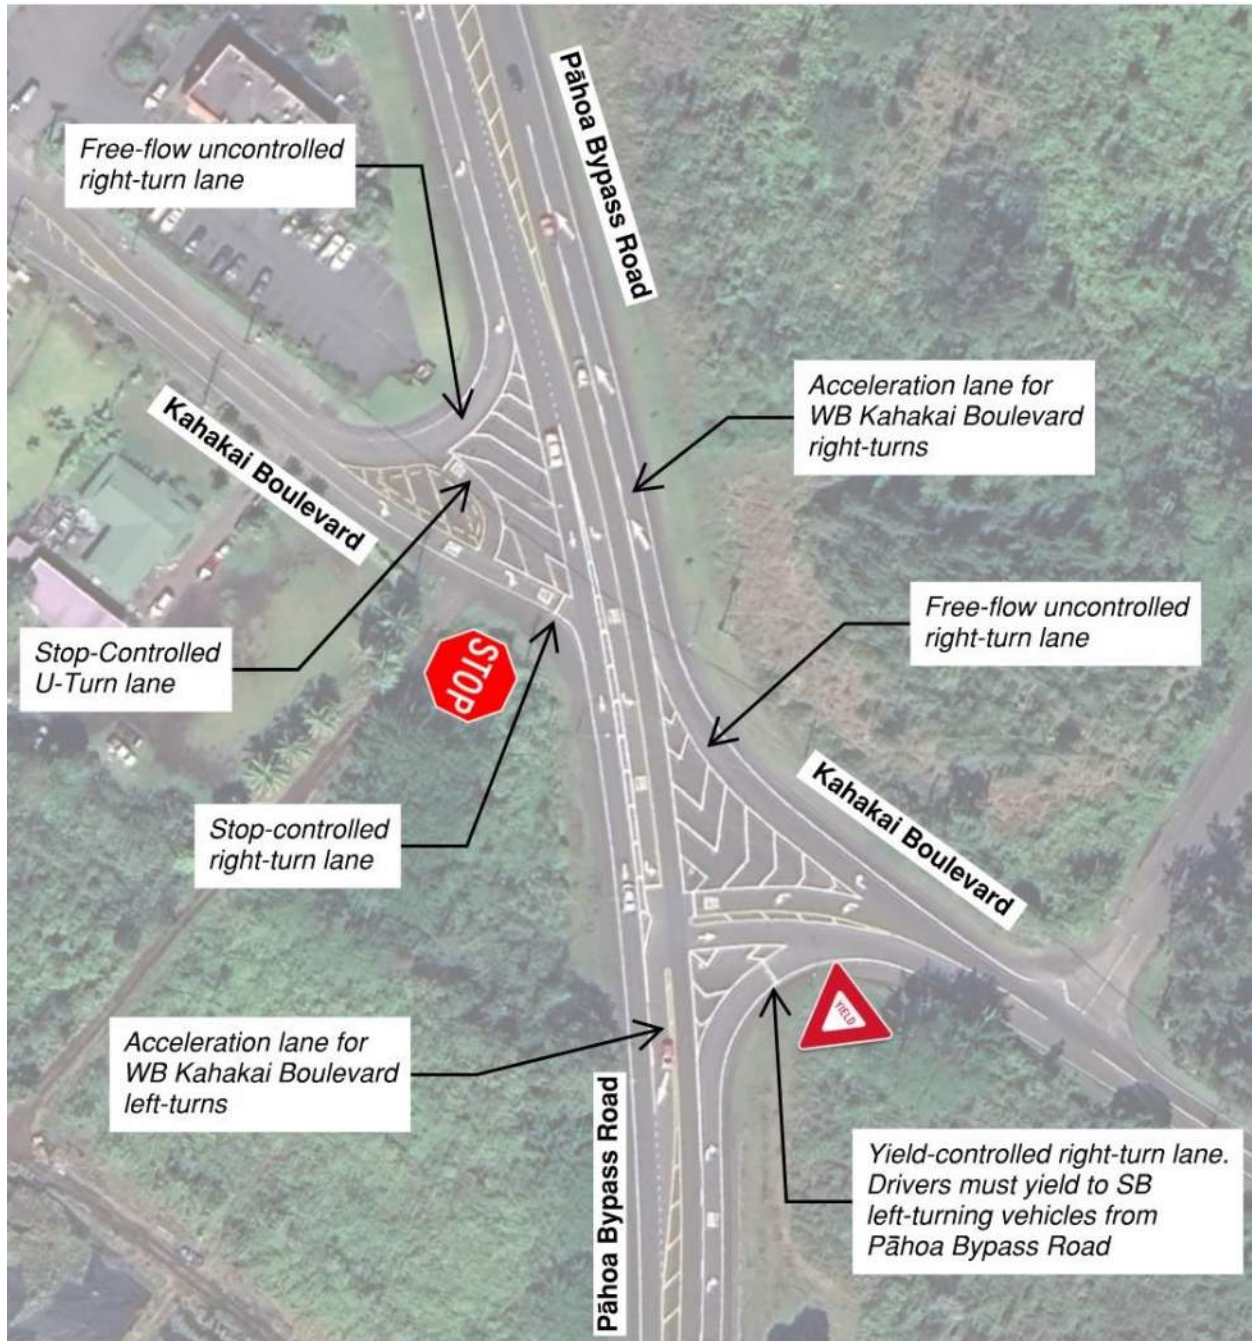 Pāhoa Bypass Road
Free-flow uncontrolled
right-turn lane
Acceleration lane for
WB Kahakai Boulevard
right-turns
Kahakai Boulevard
Free-flow uncontrolled
right-turn lane
Stop-Controlled
U-Turn lane
STOP
Stop-controlled
right-turn lane
Kahakai Boulevard
YIELD
Acceleration lane for
WB Kahakai Boulevard
left-turns
Pāhoa Bypass Road
Yield-controlled right-turn lane.
Drivers must yield to SB
left-turning vehicles from
Pāhoa Bypass Road